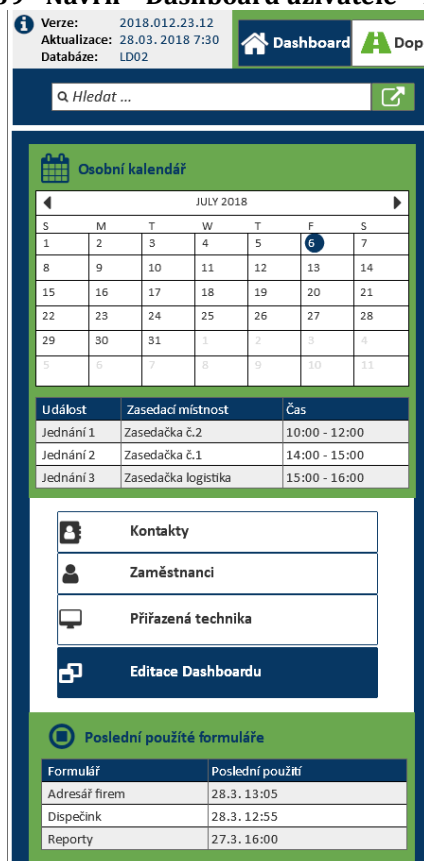 Návrh - Dashboard uživatele -
Verze: 2018.012.23.12
Aktualizace: 28.03. 2018 7:30
Databáze: LD02
Dashboard
Dop
Hledat ...
Osobní kalendář
JULY 2018
S M T W T F S
1 2 3 4 5 6 7
8 9 10 11 12 13 14
15 16 17 18 19 20 21
22 23 24 25 26 27 28
29 30 31 1 2 3 4
5 6 7 8 9 10 11
Událost Zasedací místnost Čas
Jednání 1 Zasedačka č.2 10:00 - 12:00
Jednání 2 Zasedačka č.1 14:00 - 15:00
Jednání 3 Zasedačka logistika 15:00 - 16:00
Kontakty
Zaměstnanci
Přiřazená technika
Editace Dashboardu
Poslední použíté formuláře
Formulář Poslední použití
Adresář firem 28.3. 13:05
Dispečink 28.3. 12:55
Reporty 27.3. 16:00